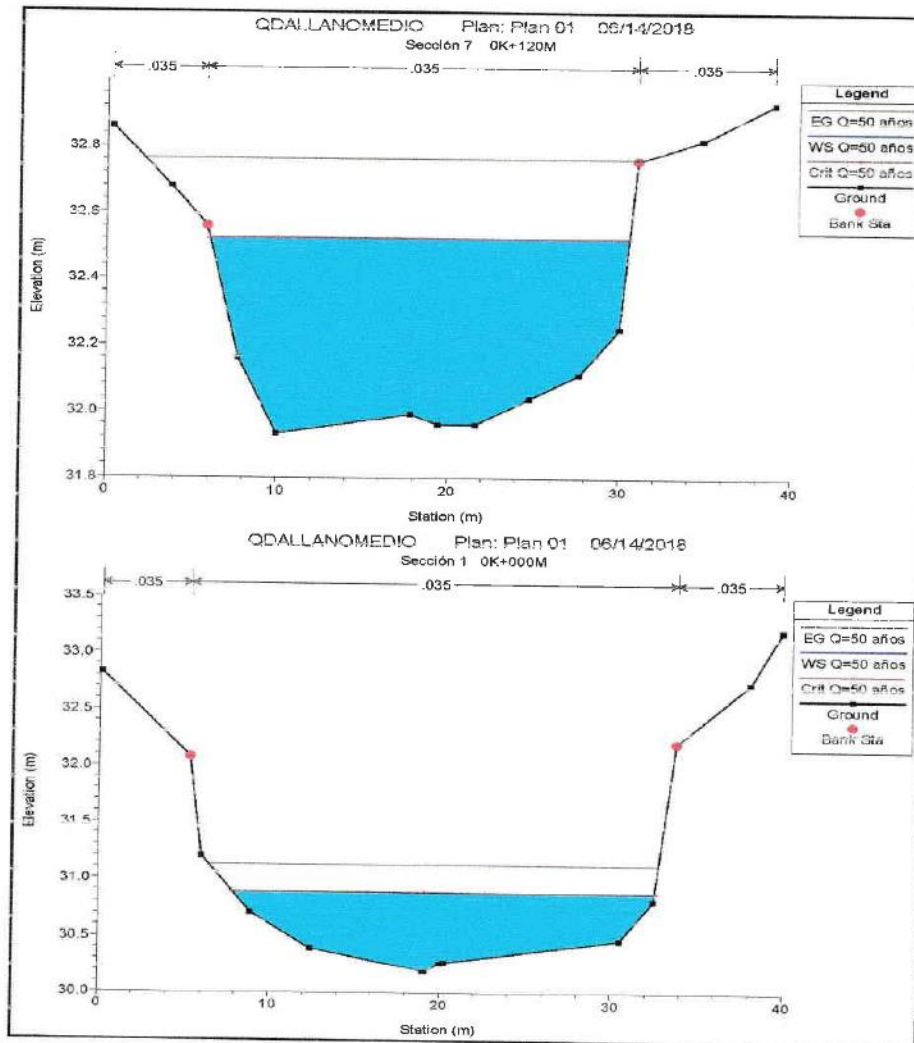 QDALLANOMEDIO Plan: Plan 01 06/14/2018
Sección 7 0K+120M
.035 .035 .035
Legend
EG Q=50 años
WS Q=50 años
Crit Q=50 años
Ground
Bank Sta
Elevation (m)
32.8
32.6
32.4
32.2
32.0
31.8
0 10 20 30 40
Station (m)
QDALLANOMEDIO Plan: Plan 01 06/14/2018
Sección 1 0K+000M
.035 .035 .035
Legend
EG Q=50 años
WS Q=50 años
Crit Q=50 años
Ground
Bank Sta
Elevation (m)
33.5
33.0
32.5
32.0
31.5
31.0
30.5
30.0
0 10 20 30 40
Station (m)